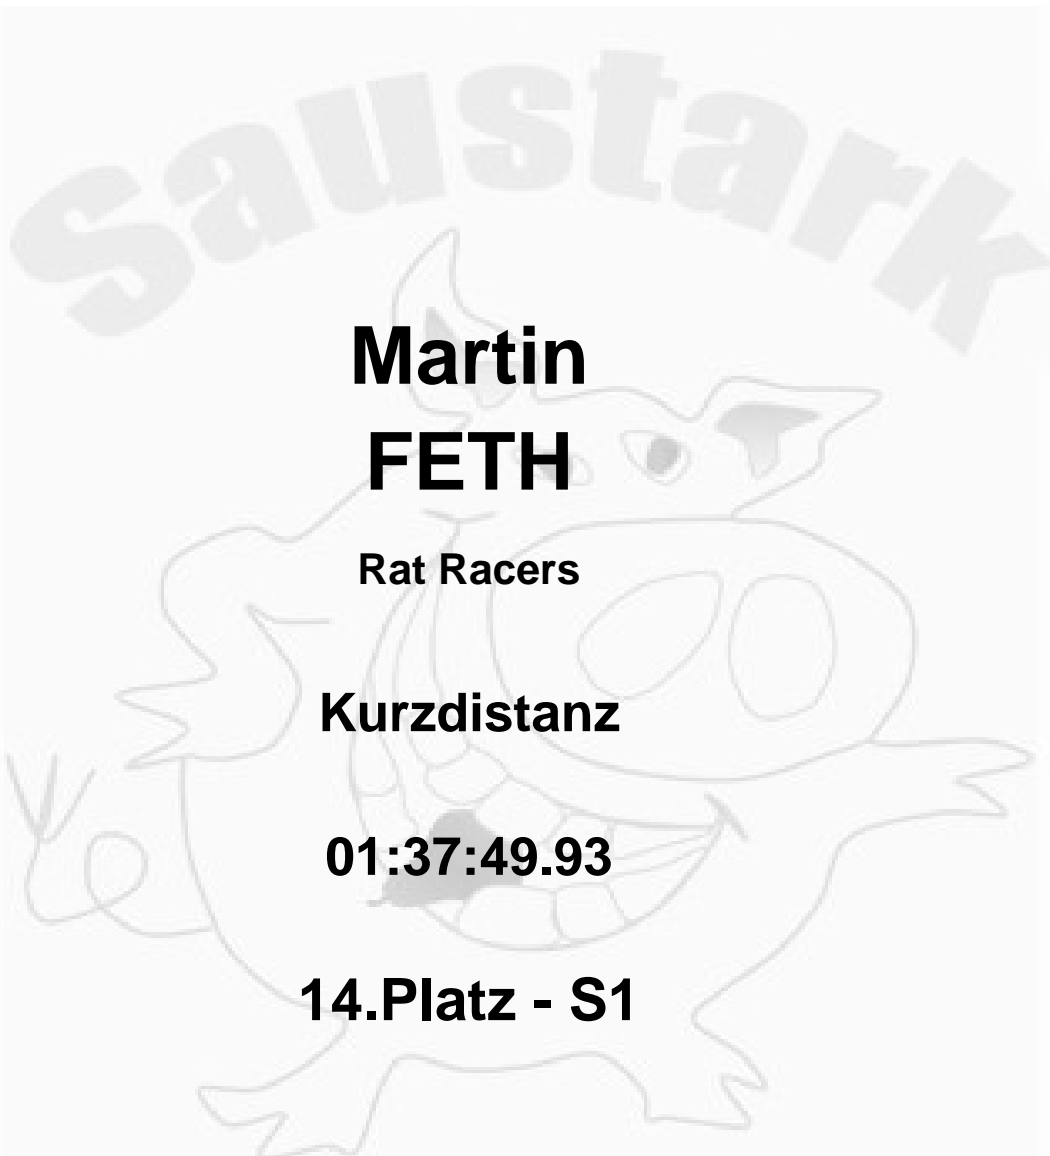 Saustark
Martin
FETH
Rat Racers
Kurzdistanz
01:37:49.93
14.Platz - S1